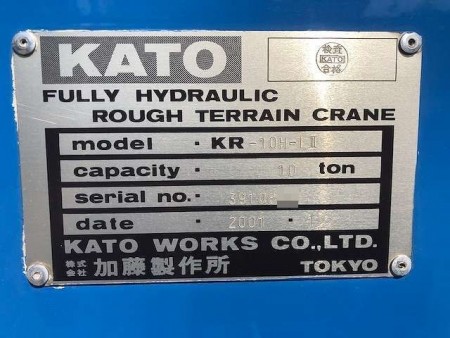 KATO
検査
KATO
合格
FULLY HYDRAULIC
ROUGH TERRAIN CRANE
model · KR-10H-LⅡ
capacity · 10 ton
serial no. ·
date · 2001 ·
KATO WORKS CO.,LTD.
株式会社 加藤製作所 TOKYO